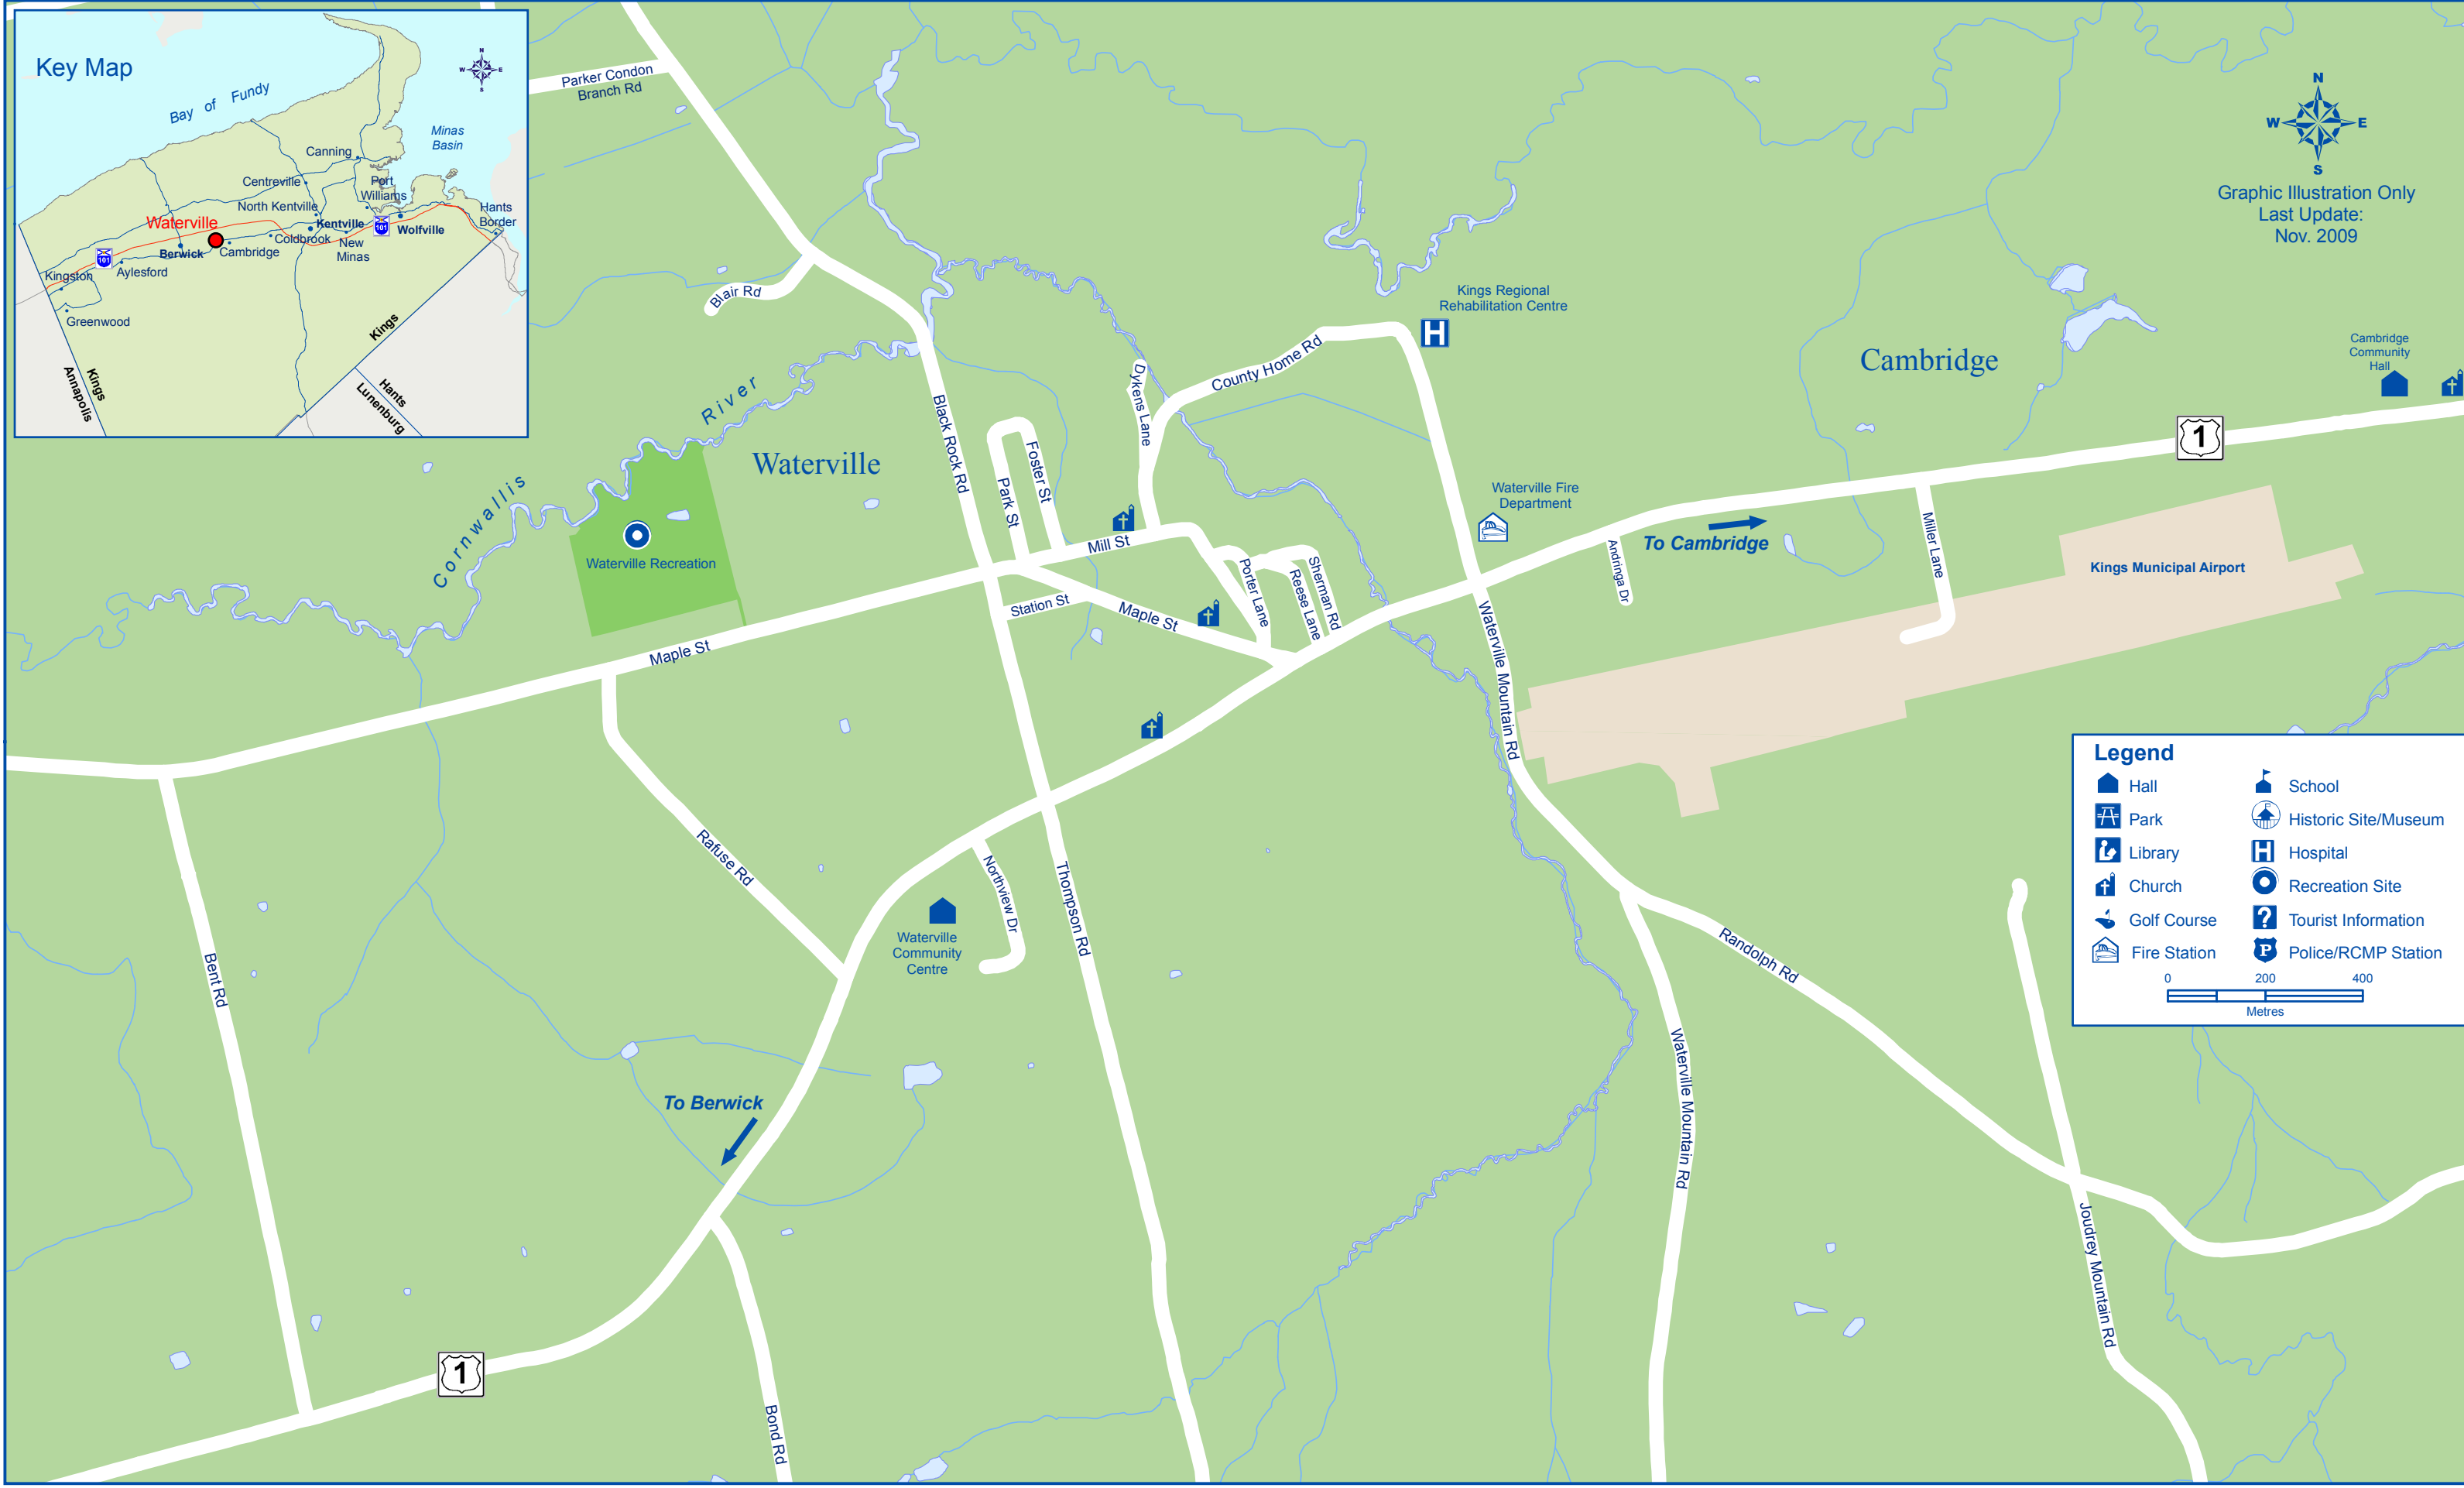 Key Map
N
W
E
S
Bay of Fundy
Minas
Basin
Canning
Centreville
Port
Williams
North Kentville
Hants
Border
Waterville
Kentville
101
Wolfville
Coldbrook
New
Minas
Berwick
Cambridge
101
Aylesford
Kingston
Greenwood
Kings
Kings
Annapolis
Hants
Lunenburg
Parker Condon
Branch Rd
N
W
E
S
Graphic Illustration Only
Last Update:
Nov. 2009
Blair Rd
Kings Regional
Rehabilitation Centre
H
County Home Rd
Dykens Lane
Cambridge
Cambridge
Community
Hall
Cornwallis River
Waterville
Black Rock Rd
Foster St
Park St
1
Waterville Fire
Department
To Cambridge
Miller Lane
Andringa Dr
Kings Municipal Airport
Waterville Recreation
Mill St
Porter Lane
Reese Lane
Sherman Rd
Station St
Maple St
Maple St
Waterville Mountain Rd
Rafuse Rd
Northview Dr
Thompson Rd
Waterville
Community
Centre
Bent Rd
Randolph Rd
Waterville Mountain Rd
To Berwick
Joudrey Mountain Rd
1
Bond Rd
Legend
Hall
School
Park
Historic Site/Museum
Library
H
Hospital
Church
Recreation Site
Golf Course
?
Tourist Information
Fire Station
P
Police/RCMP Station
0 200 400
Metres